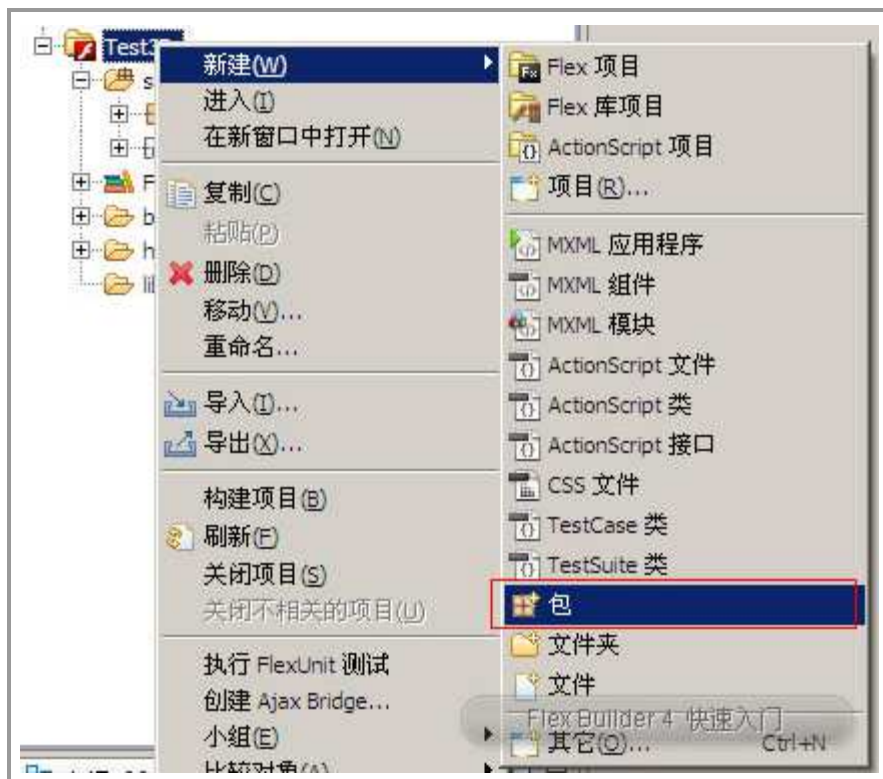 Test3D
新建(W)
进入(I)
在新窗口中打开(N)
复制(C)
粘贴(P)
删除(D)
移动(V)...
重命名...
导入(I)...
导出(X)...
构建项目(B)
刷新(F)
关闭项目(S)
关闭不相关的项目(U)
执行 FlexUnit 测试
创建 Ajax Bridge...
小组(E)
比较对象(A)
Flex 项目
Flex 库项目
ActionScript 项目
项目(R)...
MXML 应用程序
MXML 组件
MXML 模块
ActionScript 文件
ActionScript 类
ActionScript 接口
CSS 文件
TestCase 类
TestSuite 类
包
文件夹
文件
Flex Builder 4 快速入门
其它(O)... Ctrl+N
s
F
b
h